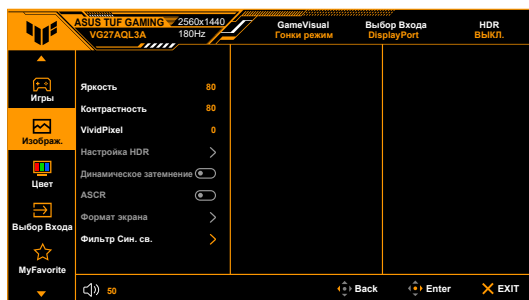 ASUS TUF GAMING 2560x1440 GameVisual Выбор Входа HDR
VG27AQL3A 180Hz Гонки режим DisplayPort ВЫКЛ.
Игры
Изображ.
Цвет
Выбор Входа
MyFavorite
Яркость 80
Контрастность 80
VividPixel 0
Настройка HDR
Динамическое затемнение
ASCR
Формат экрана
Фильтр Син. св.
50 Back Enter EXIT